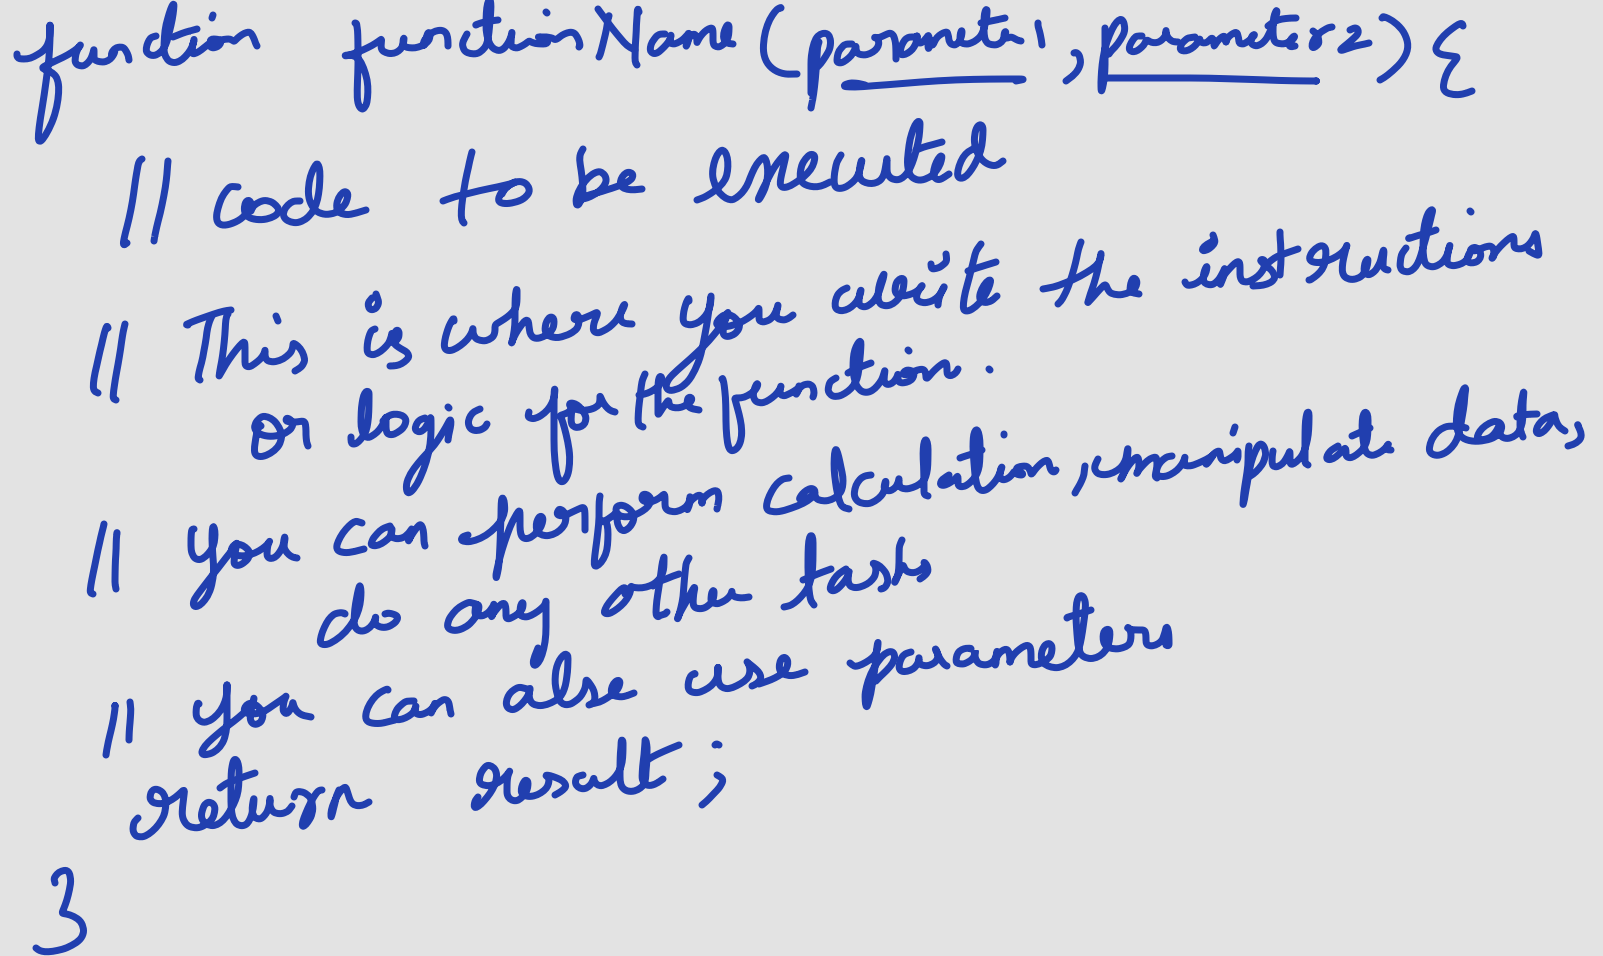 function functionName(parameter1, parameter2){
// code to be executed
// This is where you write the instructions
or logic for the function.
// you can perform calculation, manipulate data,
do any other tasks
// you can also use parameters
return result;
}